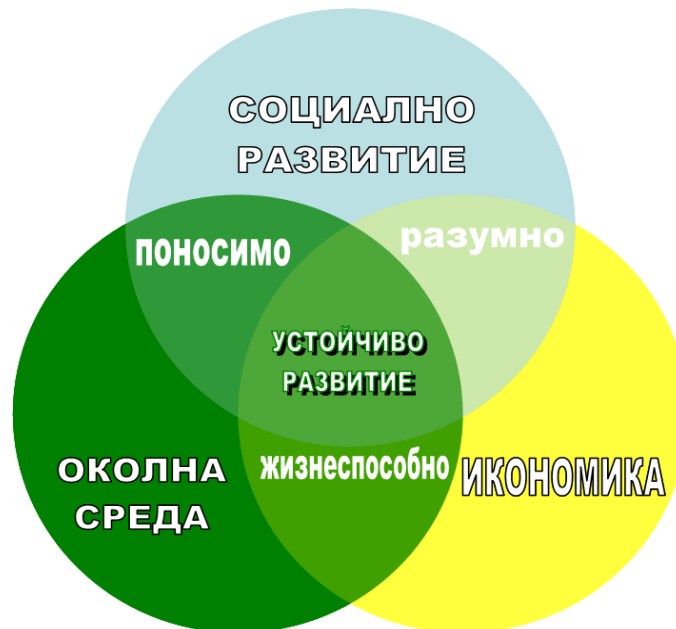 СОЦИАЛНО
РАЗВИТИЕ
поносимо
разумно
УСТОЙЧИВО
РАЗВИТИЕ
ОКОЛНА
СРЕДА
жизнеспособно
ИКОНОМИКА